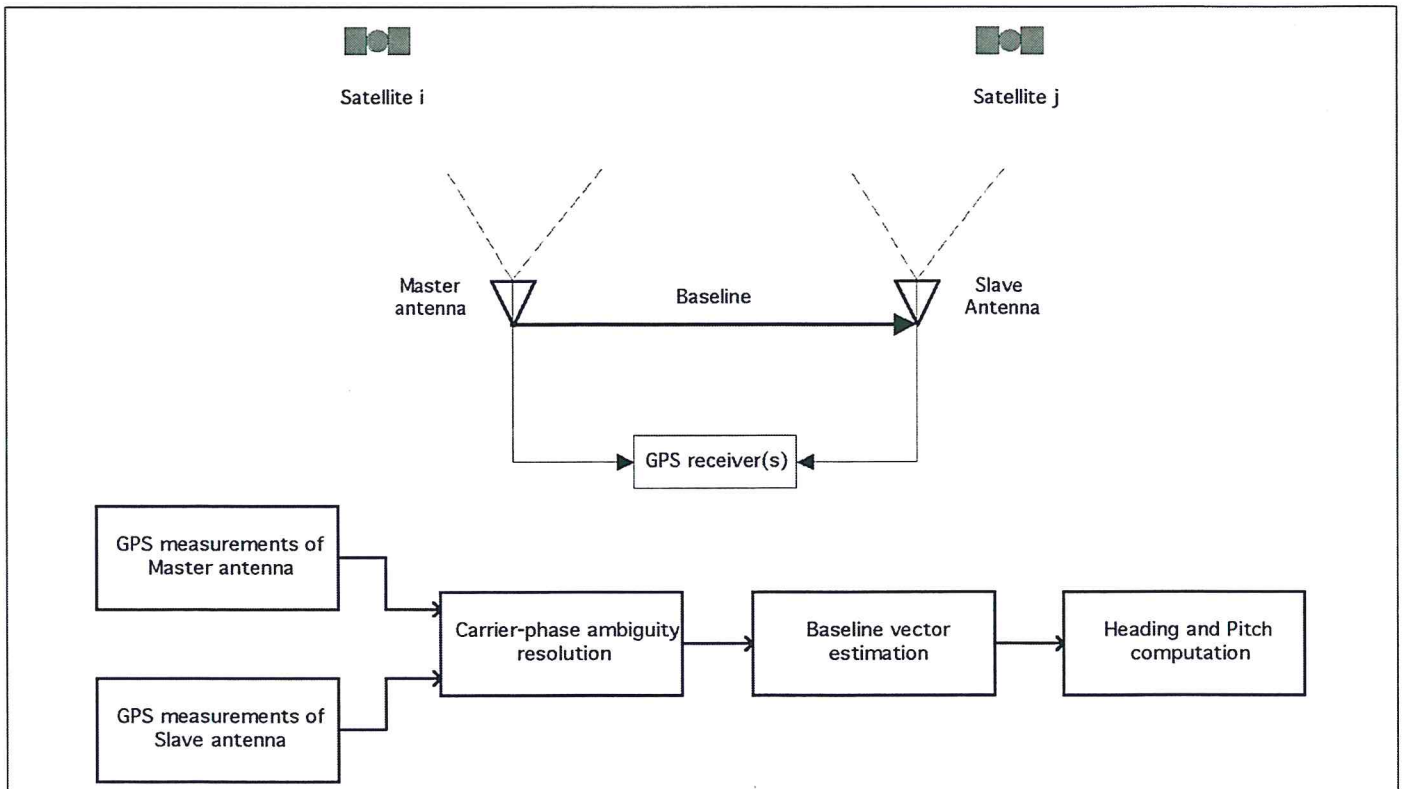 Satellite i
Satellite j
Master
antenna
Baseline
Slave
Antenna
GPS receiver(s)
GPS measurements of
Master antenna
Carrier-phase ambiguity
resolution
Baseline vector
estimation
Heading and Pitch
computation
GPS measurements of
Slave antenna